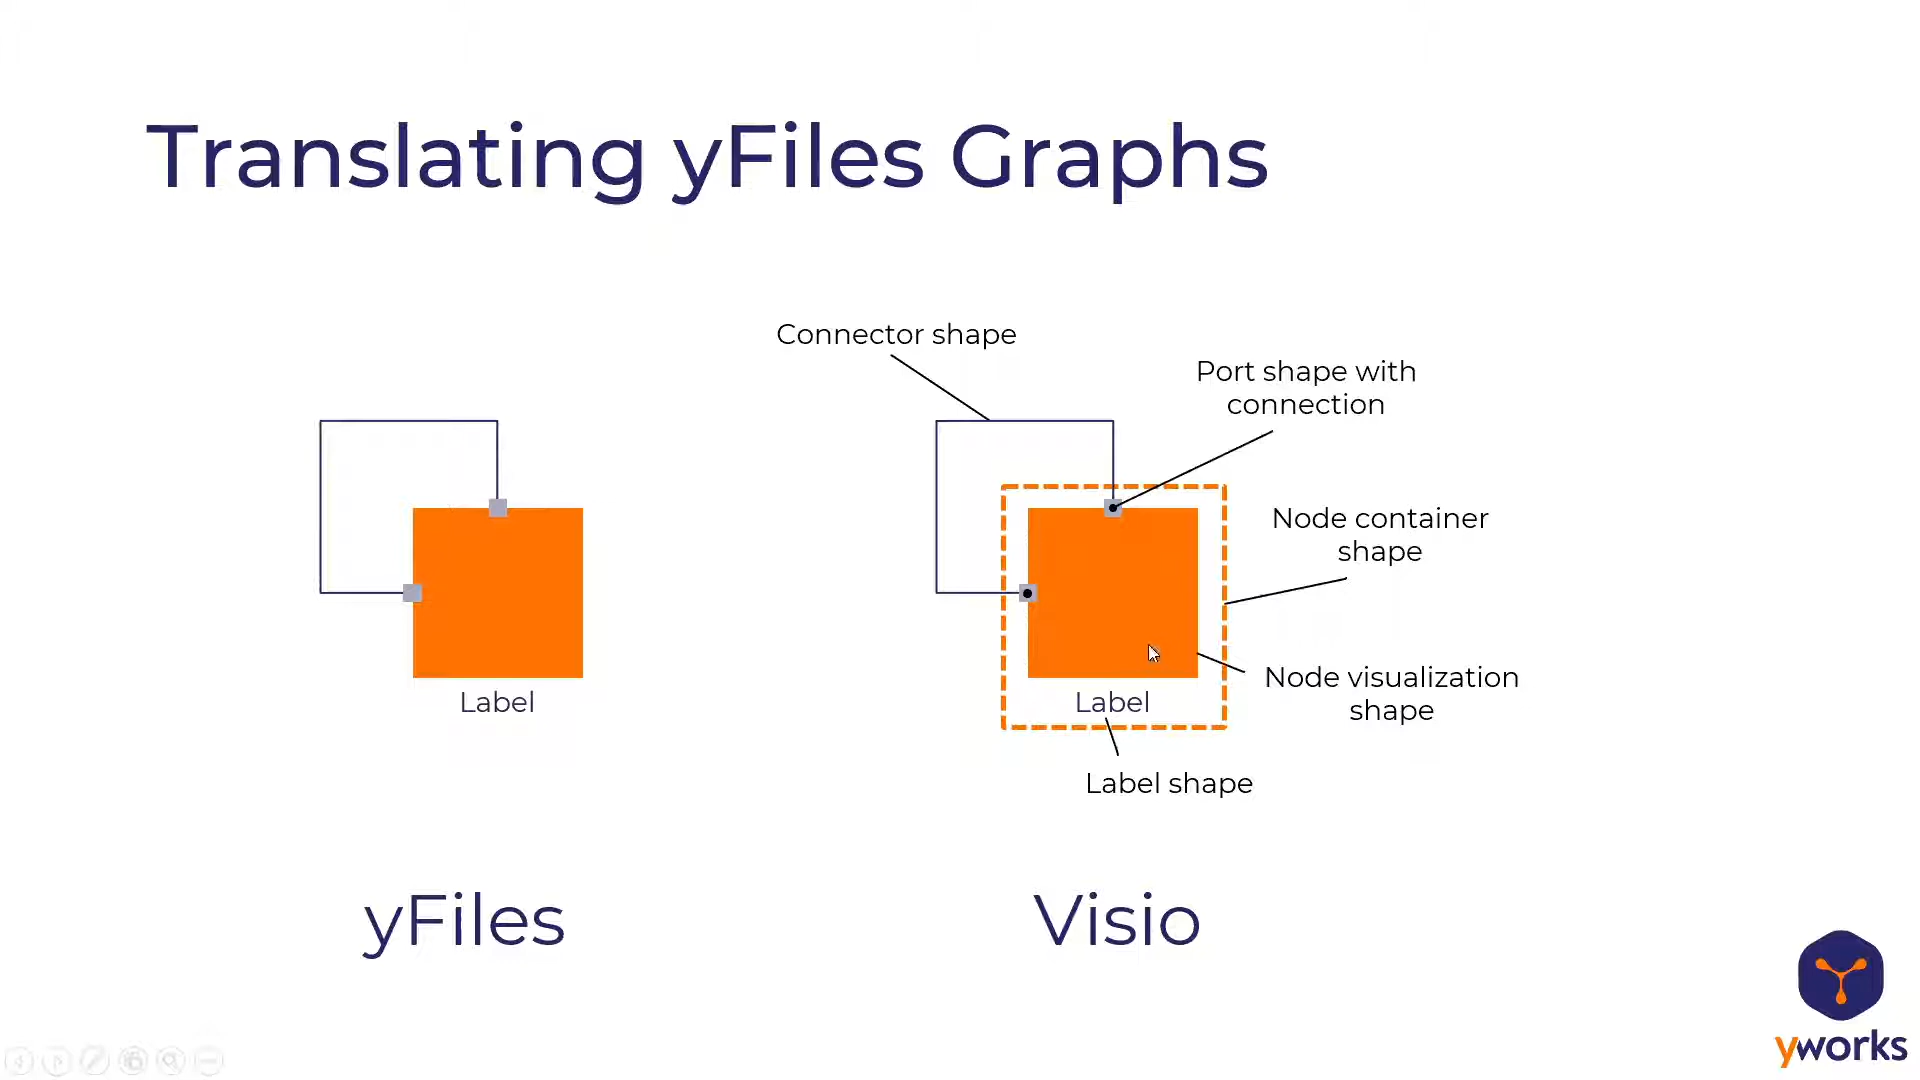 Translating yFiles Graphs
Connector shape
Port shape with
connection
Node container
shape
Node visualization
shape
Label
Label
Label shape
yFiles
Visio
yworks